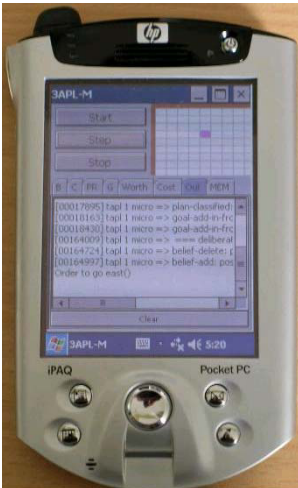 hp
3APL-M
Start
Step
Stop
B C PR G Worth Cost Out MEM
[00017895] tapl 1 micro => plan-classified:
[00018163] tapl 1 micro => goal-add-in-frc
[00018430] tapl 1 micro => goal-add-in-frc
[00164009] tapl 1 micro => === deliberat
[00164724] tapl 1 micro => belief-delete: p
[00164997] tapl 1 micro => belief-add: pos
Order to go east()
Clear
3APL-M 5:20
iPAQ Pocket PC